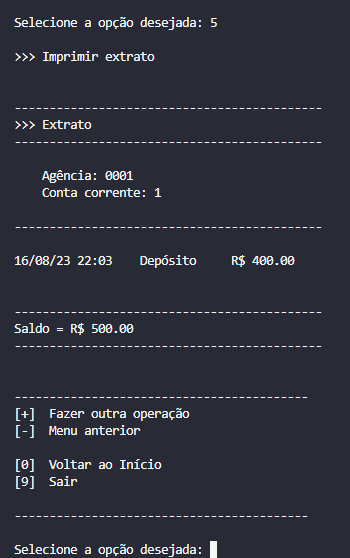 Selecione a opção desejada: 5
>>> Imprimir extrato
--------------------------------------------
>>> Extrato
--------------------------------------------
Agência: 0001
Conta corrente: 1
--------------------------------------------
16/08/23 22:03    Depósito     R$ 400.00
--------------------------------------------
Saldo = R$ 500.00
--------------------------------------------
------------------------------------------
[+]  Fazer outra operação
[-]  Menu anterior
[0]  Voltar ao Início
[9]  Sair
------------------------------------------
Selecione a opção desejada: